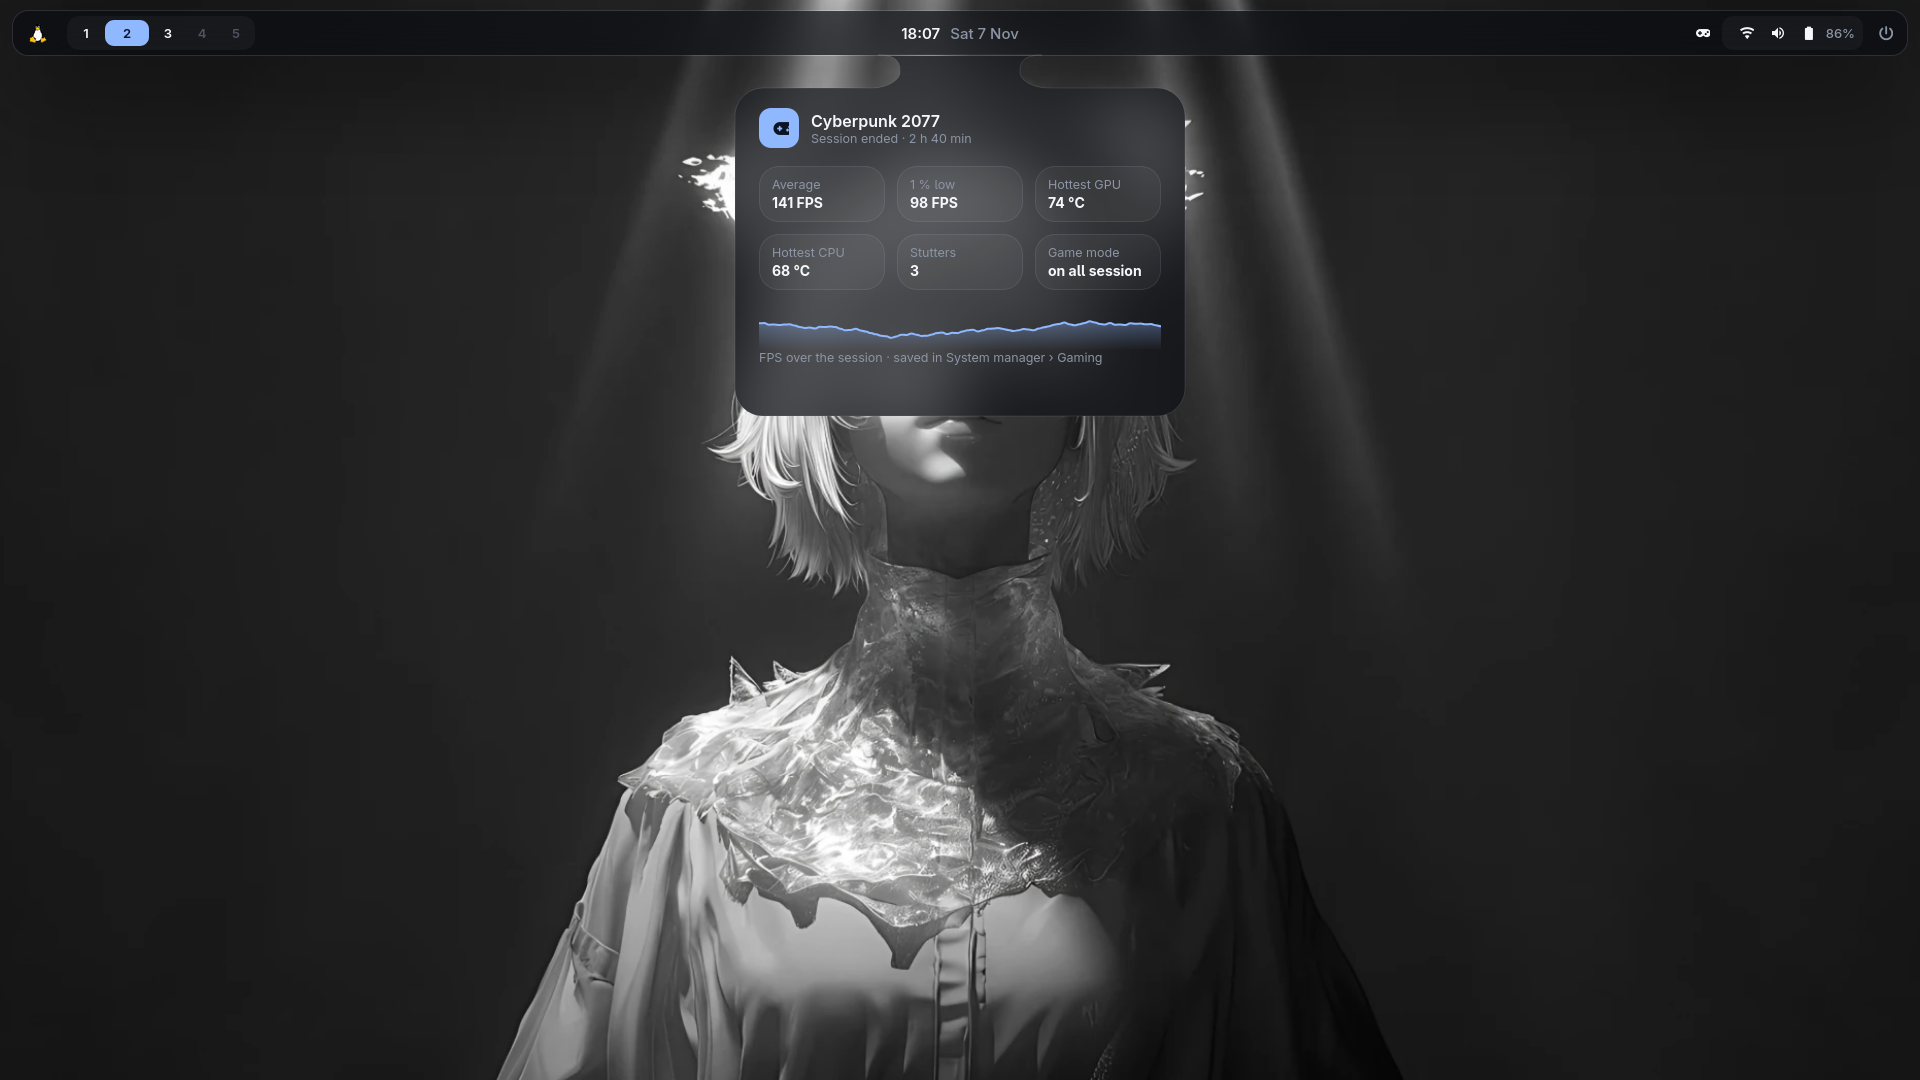 1 2 3 4 5
18:07 Sat 7 Nov
86%
Cyberpunk 2077
Session ended · 2 h 40 min
Average
141 FPS
1 % low
98 FPS
Hottest GPU
74 °C
Hottest CPU
68 °C
Stutters
3
Game mode
on all session
FPS over the session · saved in System manager › Gaming